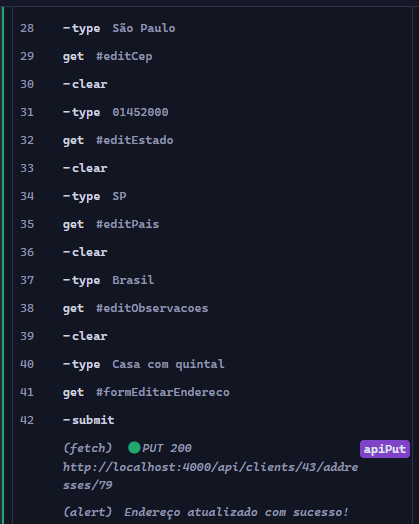 28 -type São Paulo
29 get #editCep
30 -clear
31 -type 01452000
32 get #editEstado
33 -clear
34 -type SP
35 get #editPais
36 -clear
37 -type Brasil
38 get #editObservacoes
39 -clear
40 -type Casa com quintal
41 get #formEditarEndereco
42 -submit
(fetch) PUT 200 apiPut
http://localhost:4000/api/clients/43/addre
sses/79
(alert) Endereço atualizado com sucesso!